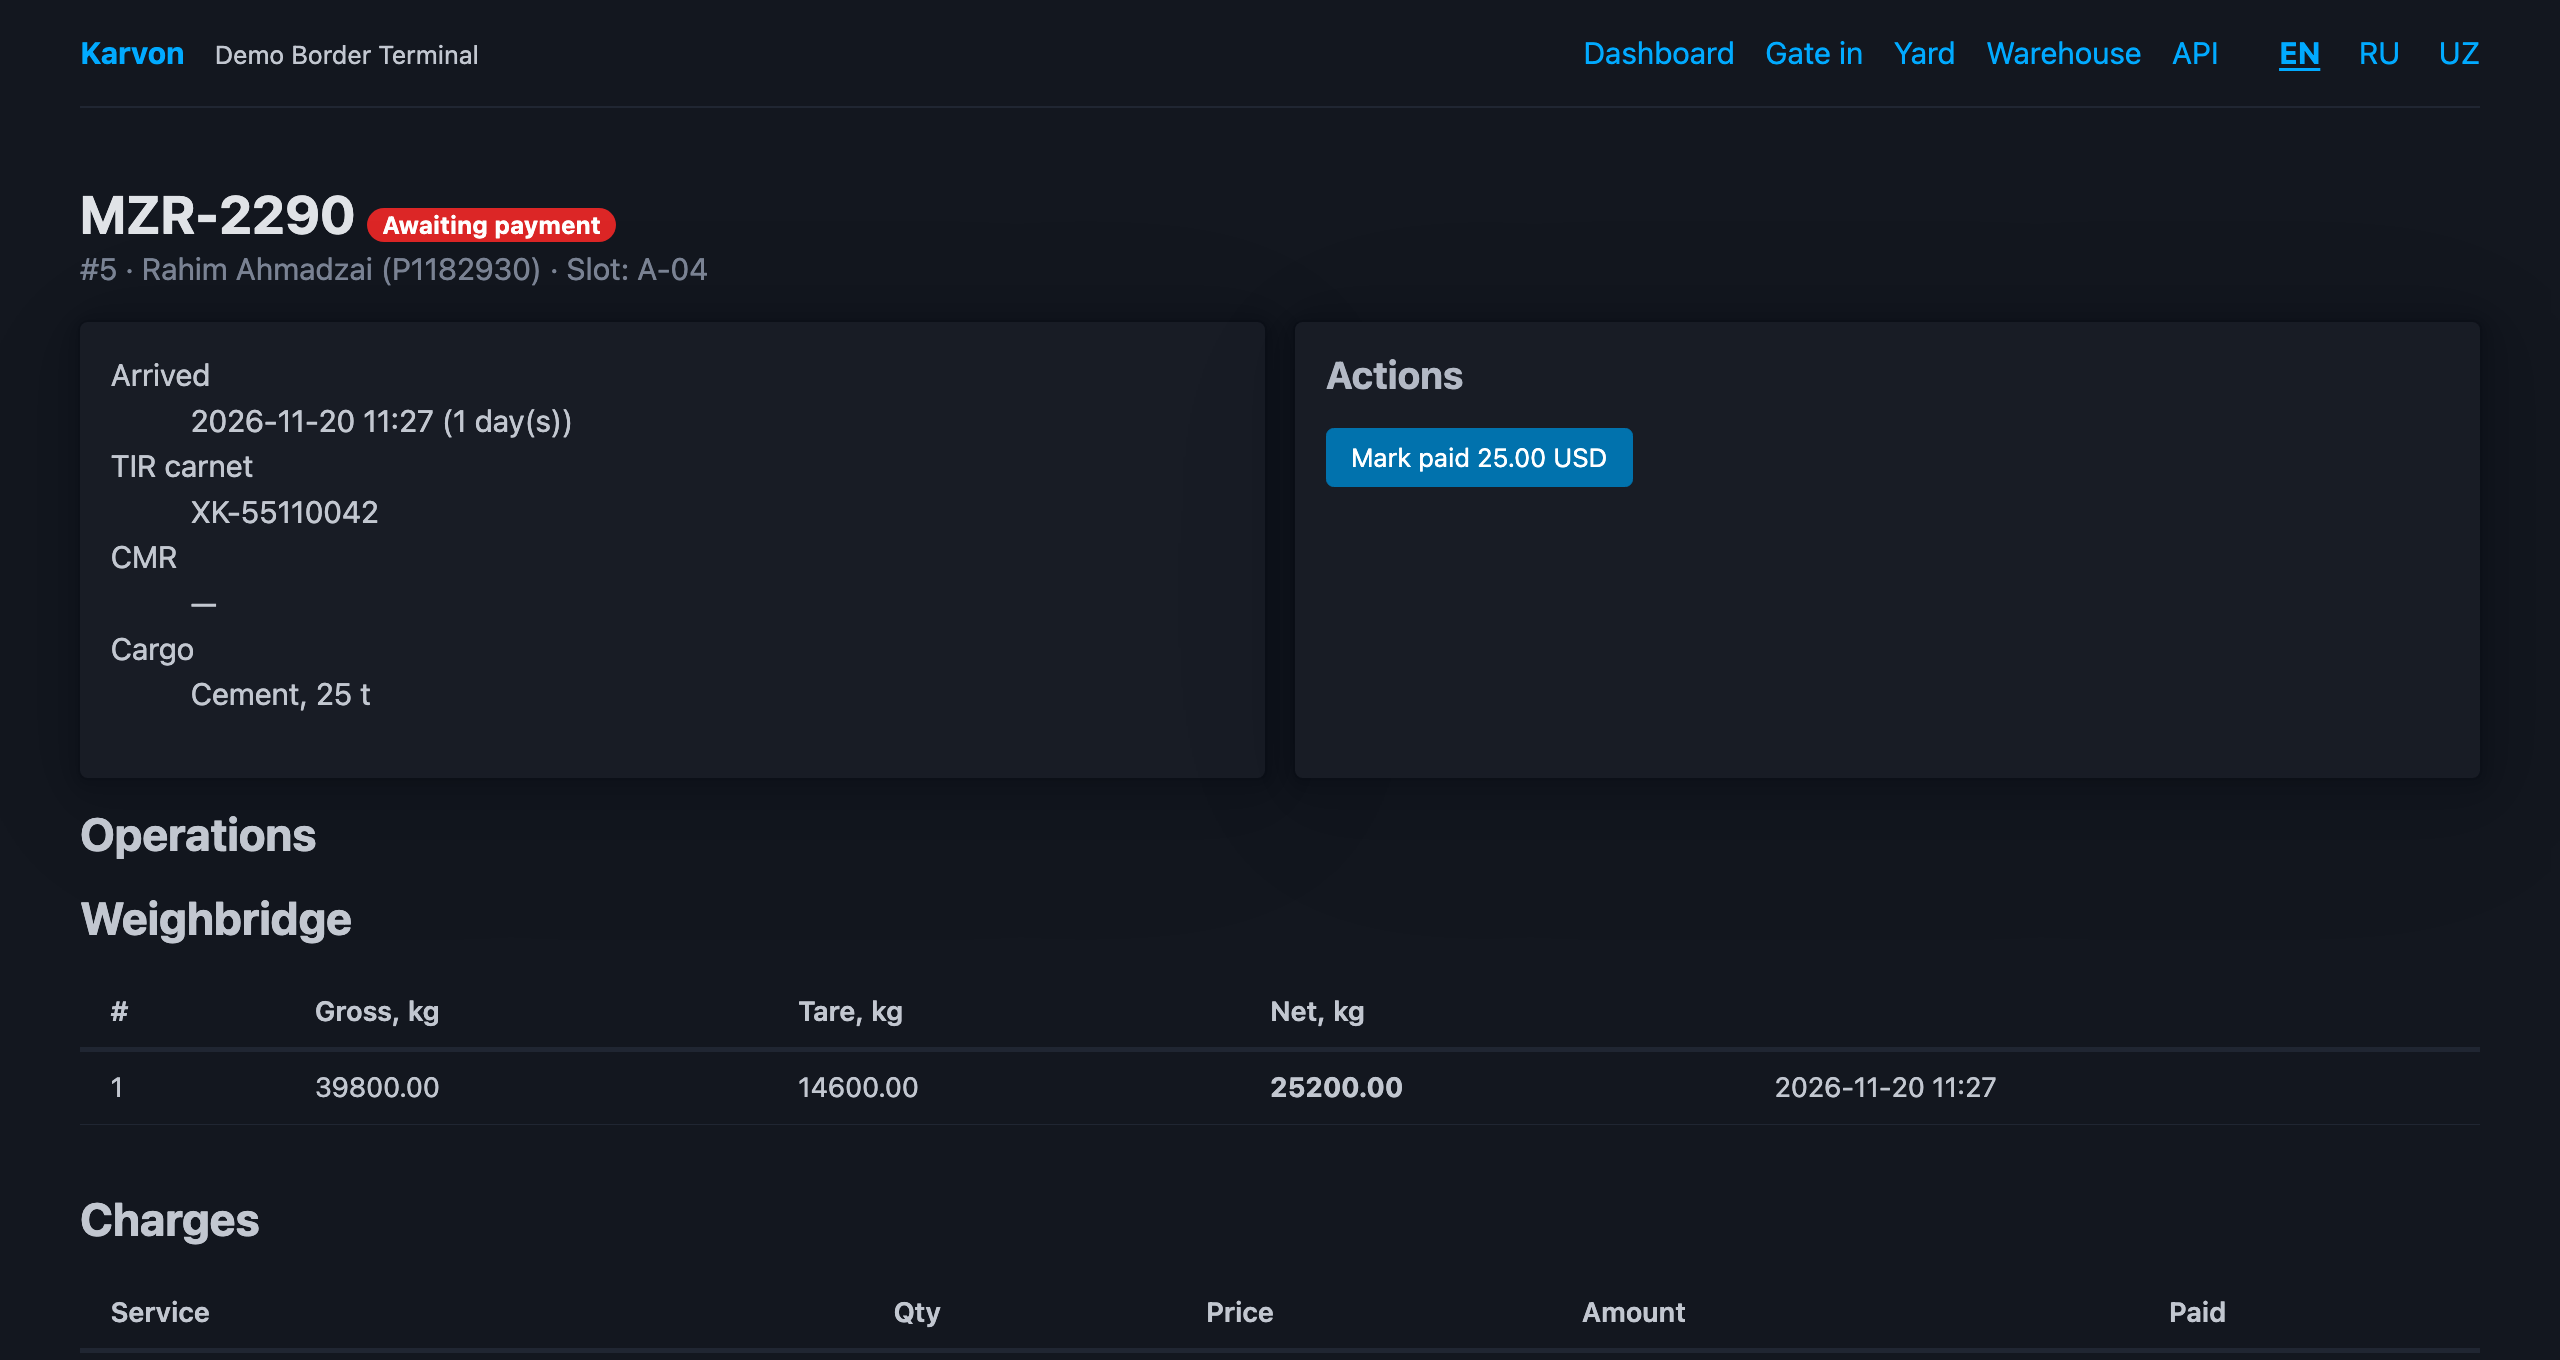 Karvon Demo Border Terminal Dashboard Gate in Yard Warehouse API EN RU UZ
MZR-2290 Awaiting payment
#5 · Rahim Ahmadzai (P1182930) · Slot: A-04
Arrived
2026-11-20 11:27 (1 day(s))
TIR carnet
XK-55110042
CMR
—
Cargo
Cement, 25 t
Actions
Mark paid 25.00 USD
Operations
Weighbridge
# Gross, kg Tare, kg Net, kg
1 39800.00 14600.00 25200.00 2026-11-20 11:27
Charges
Service Qty Price Amount Paid